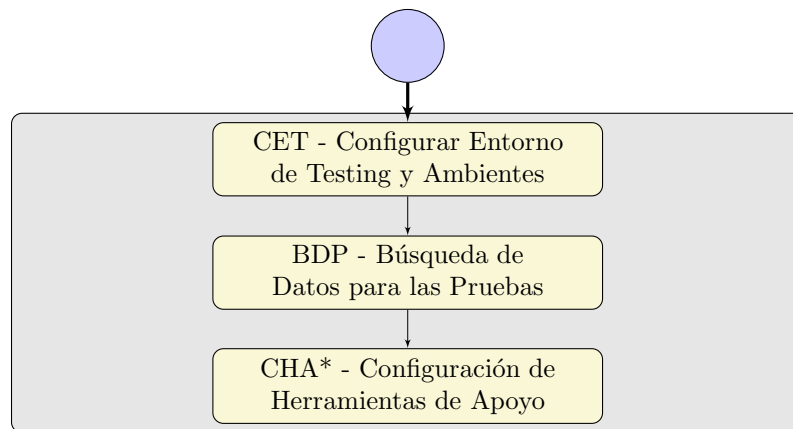 CET - Configurar Entorno
de Testing y Ambientes
BDP - Búsqueda de
Datos para las Pruebas
CHA* - Configuración de
Herramientas de Apoyo